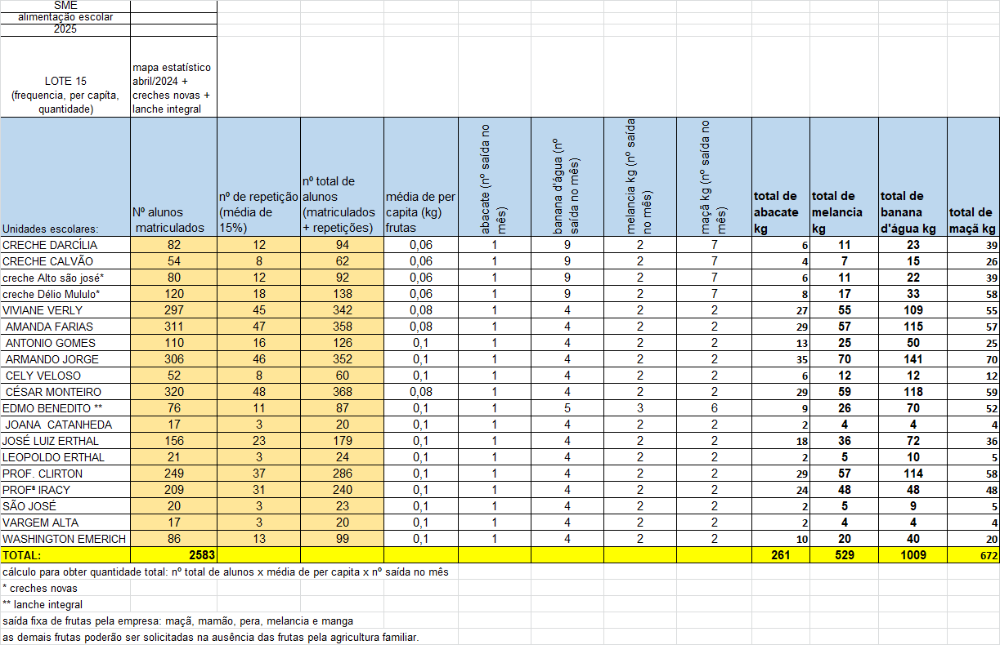 SME
alimentação escolar
2025
LOTE 15
(frequencia, per capíta,
quantidade)
mapa estatístico
abril/2024 +
creches novas +
lanche integral
Unidades escolares:
Nº alunos
matriculados
nº de repetição
(média de
15%)
nº total de
alunos
(matriculados
+ repetições)
média de per
capita (kg)
frutas
abacate (nº saída no
mês)
banana d'água (nº
saída no mês)
melancia kg (nº saída
no mês)
maçã kg (nº saída no
mês)
total de
abacate
kg
total de
melancia
kg
total de
banana
d'água kg
total de
maçã kg
CRECHE DARCÍLIA 82 12 94 0,06 1 9 2 7 6 11 23 39
CRECHE CALVÃO 54 8 62 0,06 1 9 2 7 4 7 15 26
creche Alto são josé* 80 12 92 0,06 1 9 2 7 6 11 22 39
creche Délio Mululo* 120 18 138 0,06 1 9 2 7 8 17 33 58
VIVIANE VERLY 297 45 342 0,08 1 4 2 2 27 55 109 55
AMANDA FARIAS 311 47 358 0,08 1 4 2 2 29 57 115 57
ANTONIO GOMES 110 16 126 0,1 1 4 2 2 13 25 50 25
ARMANDO JORGE 306 46 352 0,1 1 4 2 2 35 70 141 70
CELY VELOSO 52 8 60 0,1 1 4 2 2 6 12 12 12
CÉSAR MONTEIRO 320 48 368 0,08 1 4 2 2 29 59 118 59
EDMO BENEDITO ** 76 11 87 0,1 1 5 3 6 9 26 70 52
JOANA CATANHEDA 17 3 20 0,1 1 4 2 2 2 4 4 4
JOSÉ LUIZ ERTHAL 156 23 179 0,1 1 4 2 2 18 36 72 36
LEOPOLDO ERTHAL 21 3 24 0,1 1 4 2 2 2 5 10 5
PROF. CLIRTON 249 37 286 0,1 1 4 2 2 29 57 114 58
PROFª IRACY 209 31 240 0,1 1 4 2 2 24 48 48 48
SÃO JOSÉ 20 3 23 0,1 1 4 2 2 2 5 9 5
VARGEM ALTA 17 3 20 0,1 1 4 2 2 2 4 4 4
WASHINGTON EMERICH 86 13 99 0,1 1 4 2 2 10 20 40 20
TOTAL: 2583 261 529 1009 672
cálculo para obter quantidade total: nº total de alunos x média de per capita x nº saída no mês
* creches novas
** lanche integral
saída fixa de frutas pela empresa: maçã, mamão, pera, melancia e manga
as demais frutas poderão ser solicitadas na ausência das frutas pela agricultura familiar.